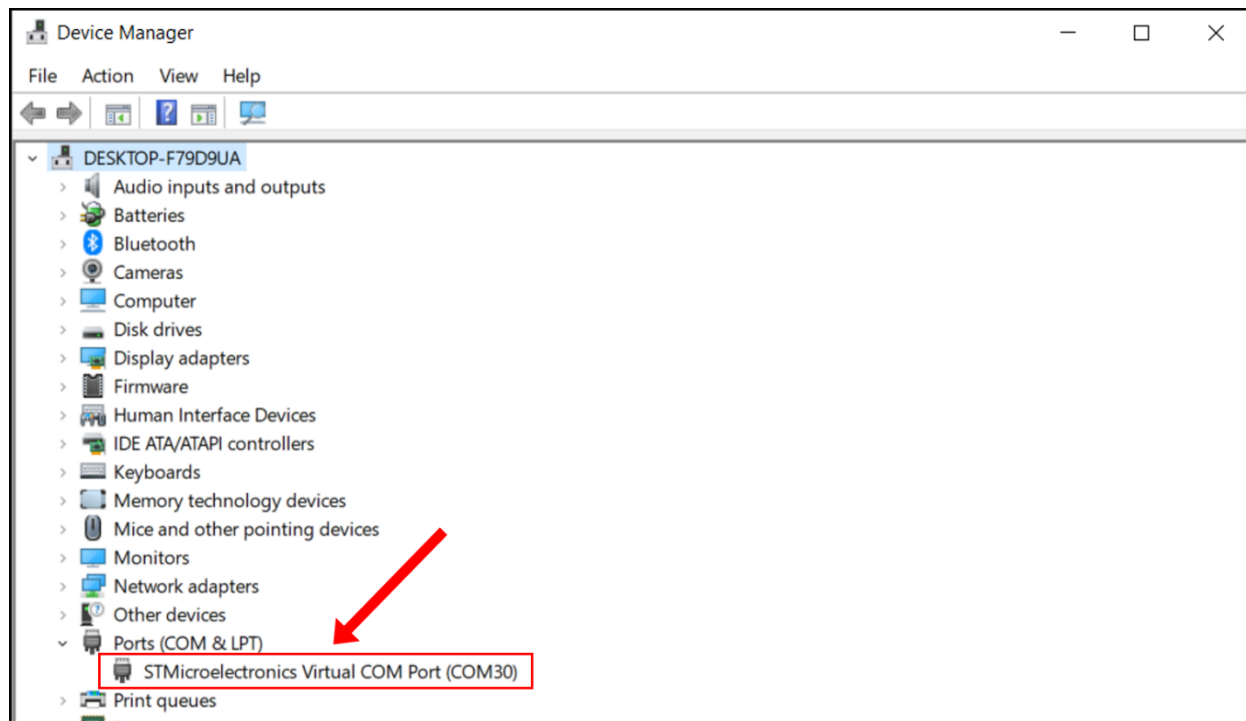 Device Manager
File Action View Help
DESKTOP-F79D9UA
Audio inputs and outputs
Batteries
Bluetooth
Cameras
Computer
Disk drives
Display adapters
Firmware
Human Interface Devices
IDE ATA/ATAPI controllers
Keyboards
Memory technology devices
Mice and other pointing devices
Monitors
Network adapters
Other devices
Ports (COM & LPT)
STMicroelectronics Virtual COM Port (COM30)
Print queues